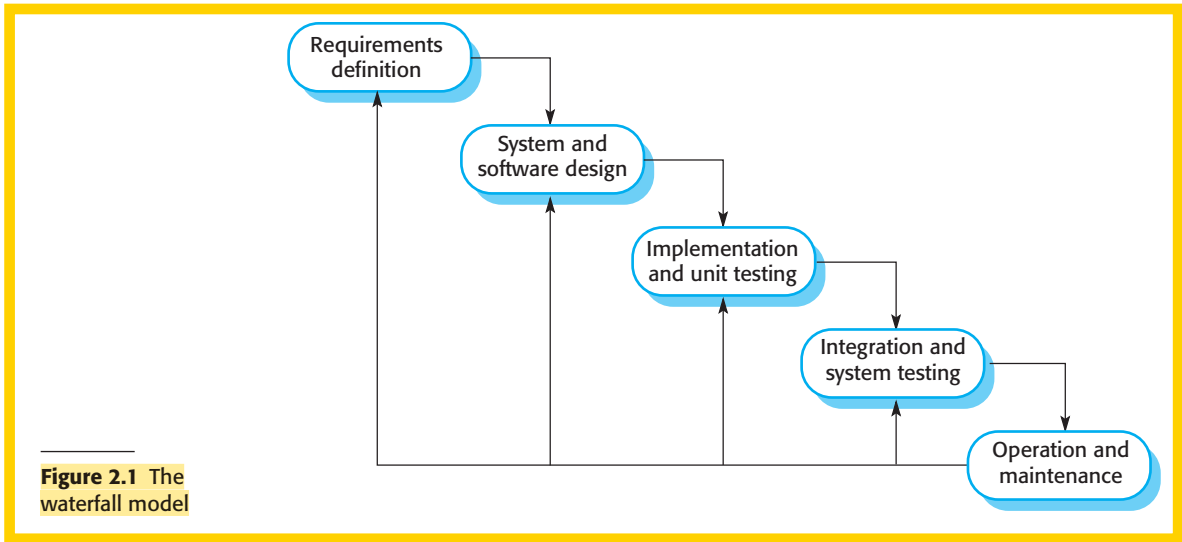 Requirements
definition
System and
software design
Implementation
and unit testing
Integration and
system testing
Operation and
maintenance
Figure 2.1 The
waterfall model